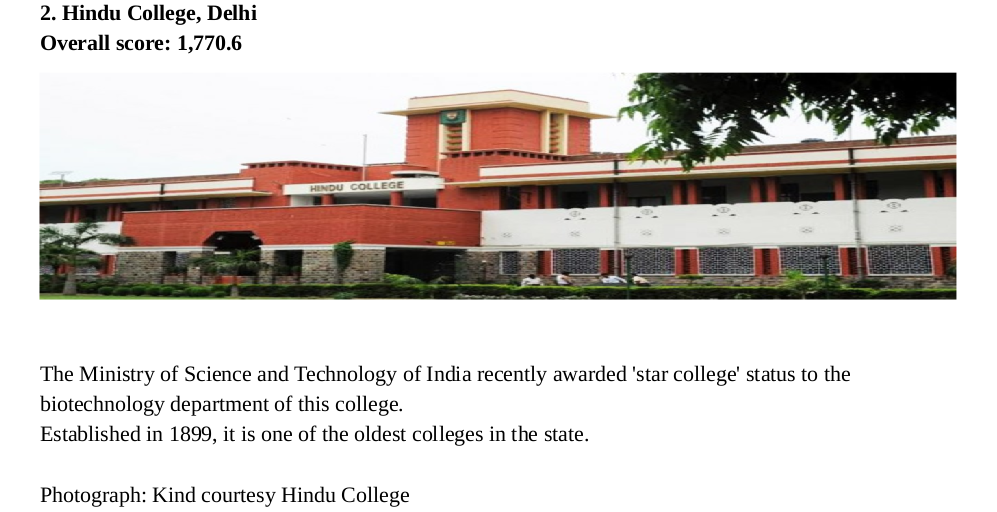 2. Hindu College, Delhi
Overall score: 1,770.6
HINDU COLLEGE
The Ministry of Science and Technology of India recently awarded 'star college' status to the
biotechnology department of this college.
Established in 1899, it is one of the oldest colleges in the state.
Photograph: Kind courtesy Hindu College